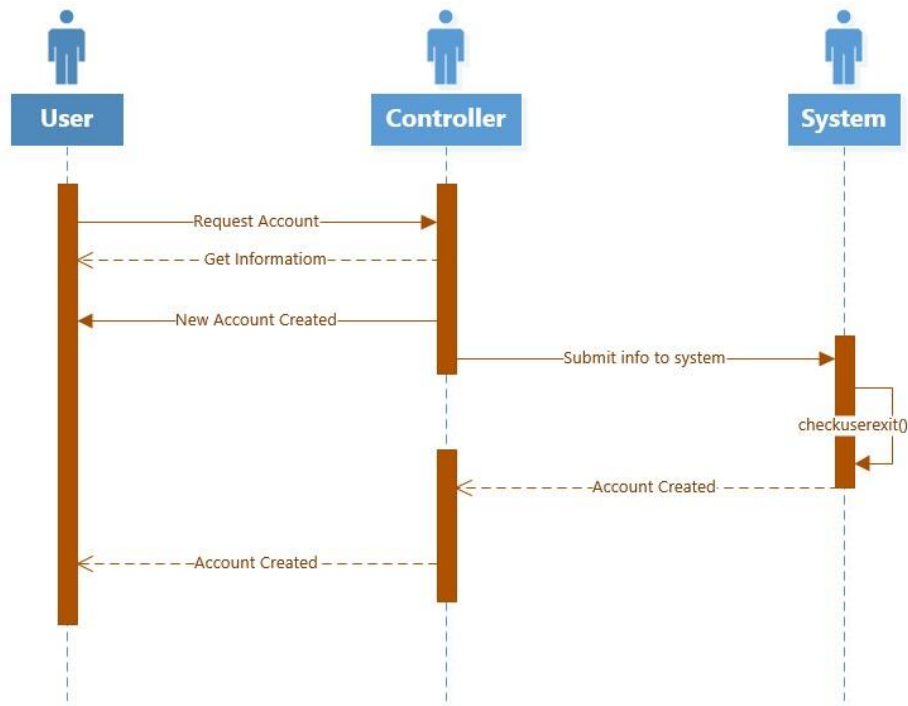 User
Controller
System
Request Account
Get Informatiom
New Account Created
Submit info to system
checkuserexit()
Account Created
Account Created